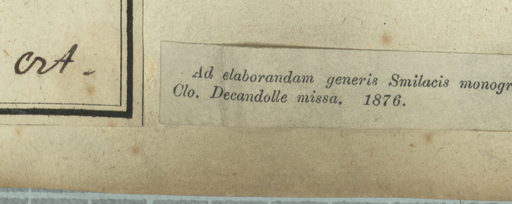 Ad elaborandam generis Smilacis monogr
Clo. Decandolle missa. 1876.